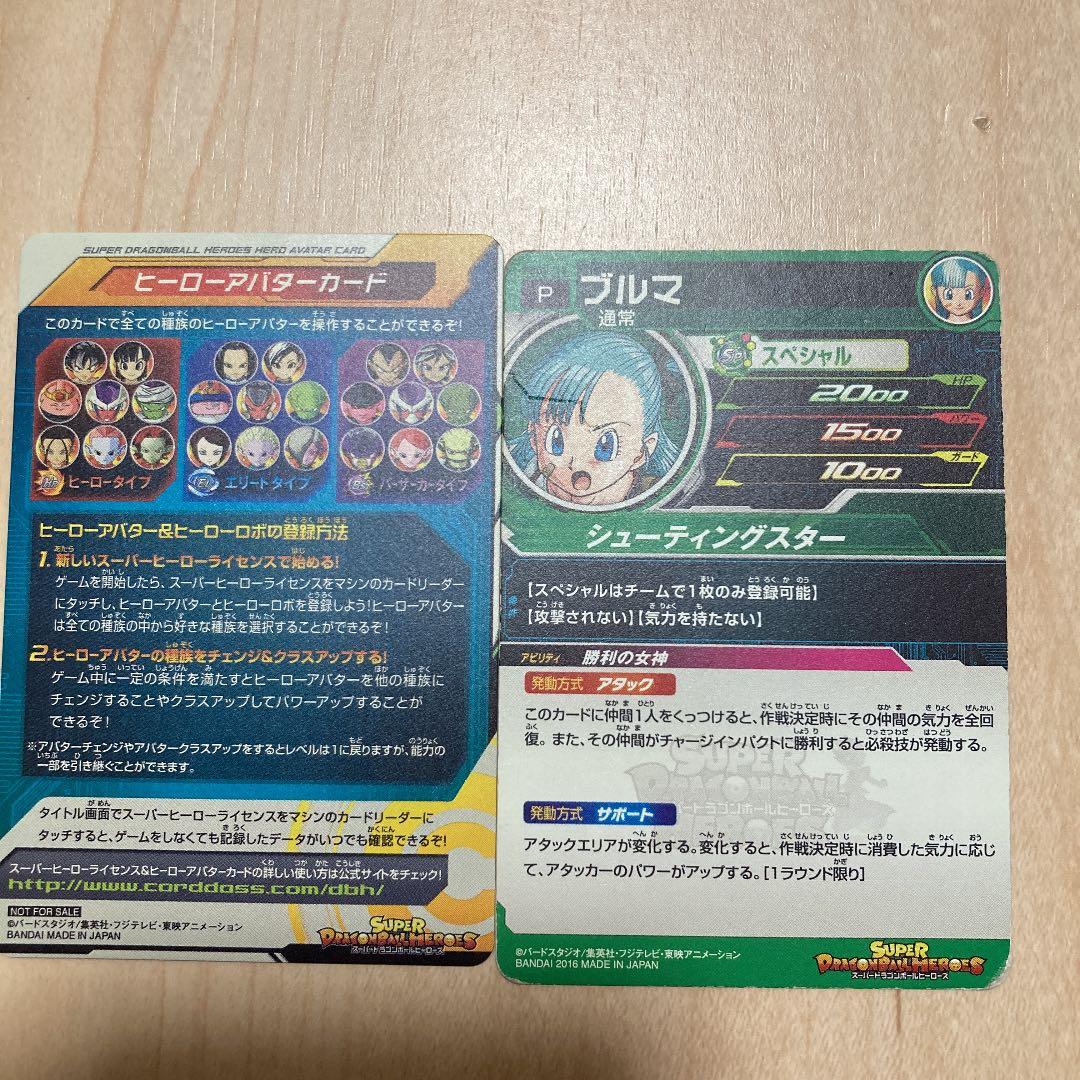 SUPER DRAGONBALL HEROES HERO AVATAR CARD
ヒーローアバターカード
このカードで全ての種族のヒーローアバターを操作することができるぞ!
ヒーロータイプ
エリートタイプ
バーサーカータイプ
ヒーローアバター&ヒーローロボの登録方法
1. 新しいスーパーヒーローライセンスで始める!
ゲームを開始したら、スーパーヒーローライセンスをマシンのカードリーダー
にタッチし、ヒーローアバターとヒーローロボを登録しよう!ヒーローアバター
は全ての種族の中から好きな種族を選択することができるぞ!
2. ヒーローアバターの種族をチェンジ&クラスアップする!
ゲーム中に一定の条件を満たすとヒーローアバターを他の種族に
チェンジすることやクラスアップしてパワーアップすることが
できるぞ!
※アバターチェンジやアバタークラスアップをするとレベルは1に戻りますが、能力の
一部を引き継ぐことができます。
タイトル画面でスーパーヒーローライセンスをマシンのカードリーダーに
タッチすると、ゲームをしなくても記録したデータがいつでも確認できるぞ!
スーパーヒーローライセンス&ヒーローアバターカードの詳しい使い方は公式サイトをチェック!
http://www.carddass.com/dbh/
NOT FOR SALE
©バードスタジオ/集英社・フジテレビ・東映アニメーション
BANDAI MADE IN JAPAN
SUPER
DRAGONBALL HEROES
スーパードラゴンボールヒーローズ
P ブルマ
通常
Sp スペシャル
HP
2000
パワー
1500
ガード
1000
シューティングスター
【スペシャルはチームで1枚のみ登録可能】
【攻撃されない】【気力を持たない】
アビリティ 勝利の女神
発動方式 アタック
このカードに仲間1人をくっつけると、作戦決定時にその仲間の気力を全回
復。また、その仲間がチャージインパクトに勝利すると必殺技が発動する。
SUPER
DRAGONBALL
スーパードラゴンボールヒーローズ
HEROES
発動方式 サポート
アタックエリアが変化する。変化すると、作戦決定時に消費した気力に応じ
て、アタッカーのパワーがアップする。[1ラウンド限り]
©バードスタジオ/集英社・フジテレビ・東映アニメーション
BANDAI 2016 MADE IN JAPAN
SUPER
DRAGONBALL HEROES
スーパードラゴンボールヒーローズ